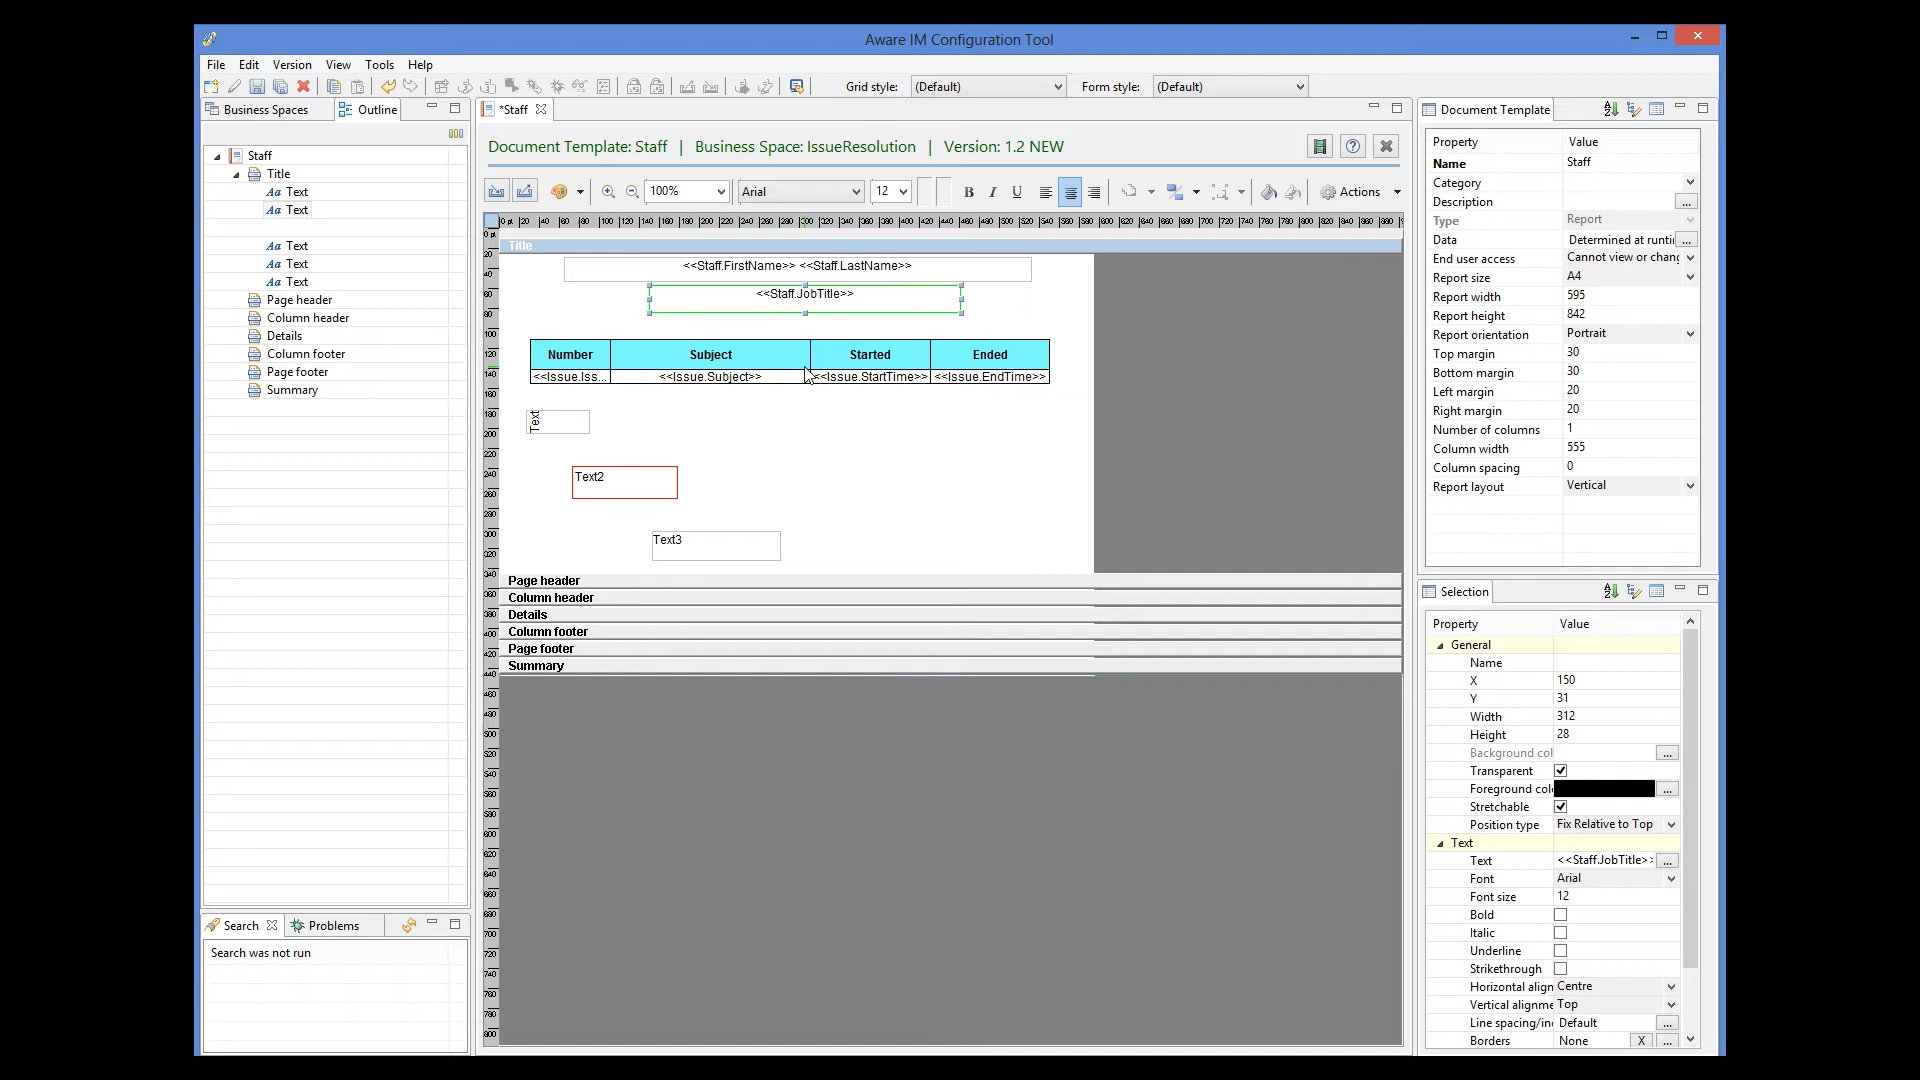 Aware IM Configuration Tool
File Edit Version View Tools Help
Grid style: (Default) Form style: (Default)
Business Spaces Outline
*Staff
Document Template: Staff | Business Space: IssueResolution | Version: 1.2 NEW
100% Arial 12 B I U Actions
Staff
Title
Aa Text
Aa Text
Aa Text
Aa Text
Aa Text
Page header
Column header
Details
Column footer
Page footer
Summary
Title
<<Staff.FirstName>> <<Staff.LastName>>
<<Staff.JobTitle>>
Number Subject Started Ended
<<Issue.Iss... <<Issue.Subject>> <<Issue.StartTime>> <<Issue.EndTime>>
Text
Text2
Text3
Page header
Column header
Details
Column footer
Page footer
Summary
Search Problems
Search was not run
Document Template
Property Value
Name Staff
Category
Description ...
Type Report
Data Determined at runti ...
End user access Cannot view or chang
Report size A4
Report width 595
Report height 842
Report orientation Portrait
Top margin 30
Bottom margin 30
Left margin 20
Right margin 20
Number of columns 1
Column width 555
Column spacing 0
Report layout Vertical
Selection
Property Value
General
Name
X 150
Y 31
Width 312
Height 28
Background col ...
Transparent
Foreground colo ...
Stretchable
Position type Fix Relative to Top
Text
Text <<Staff.JobTitle>> ...
Font Arial
Font size 12
Bold
Italic
Underline
Strikethrough
Horizontal align Centre
Vertical alignme Top
Line spacing/in Default ...
Borders None X ...